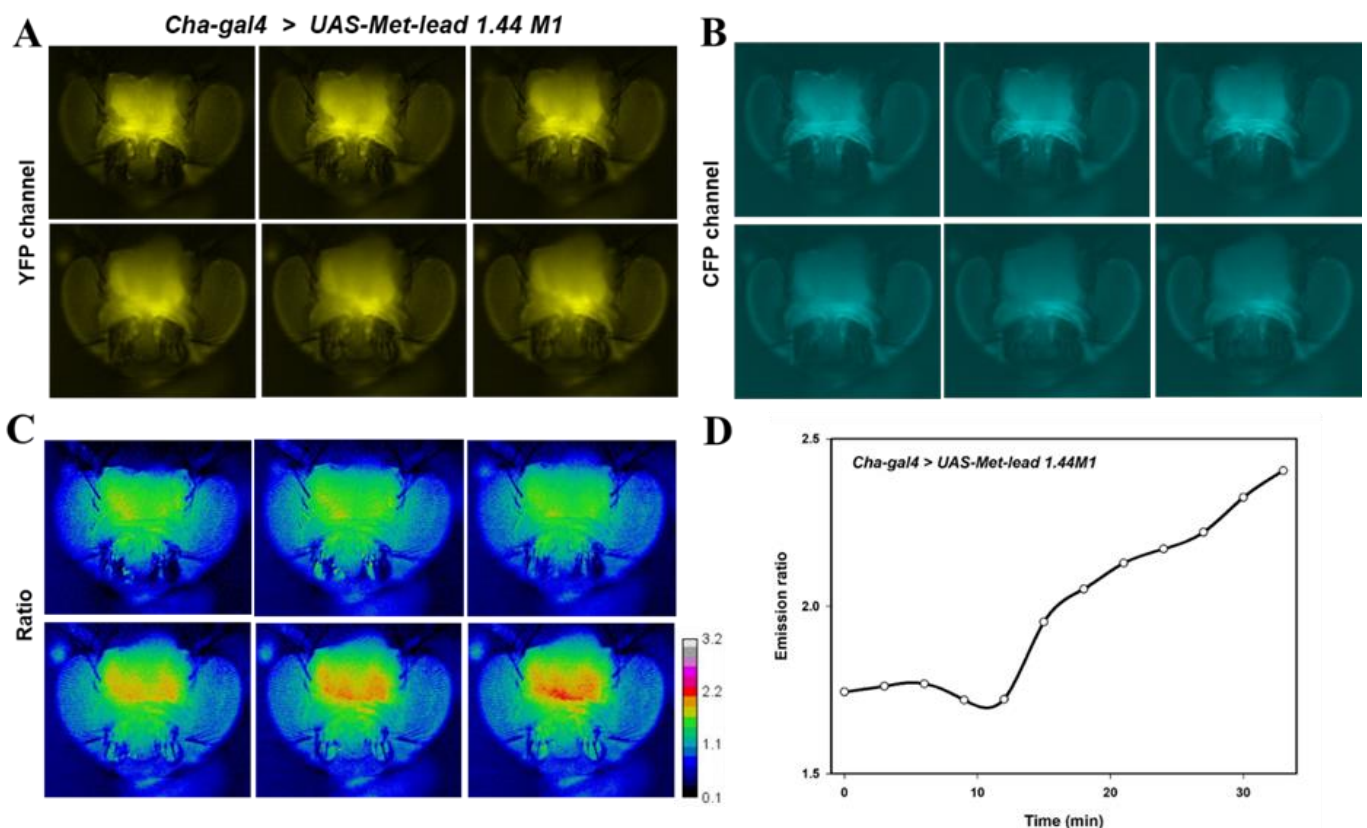 A
Cha-gal4 > UAS-Met-lead 1.44 M1
B
YFP channel
CFP channel
C
D
Ratio
3.2
2.2
1.1
0.1
Cha-gal4 > UAS-Met-lead 1.44M1
2.5
2.0
1.5
Emission ratio
0
10
20
30
Time (min)